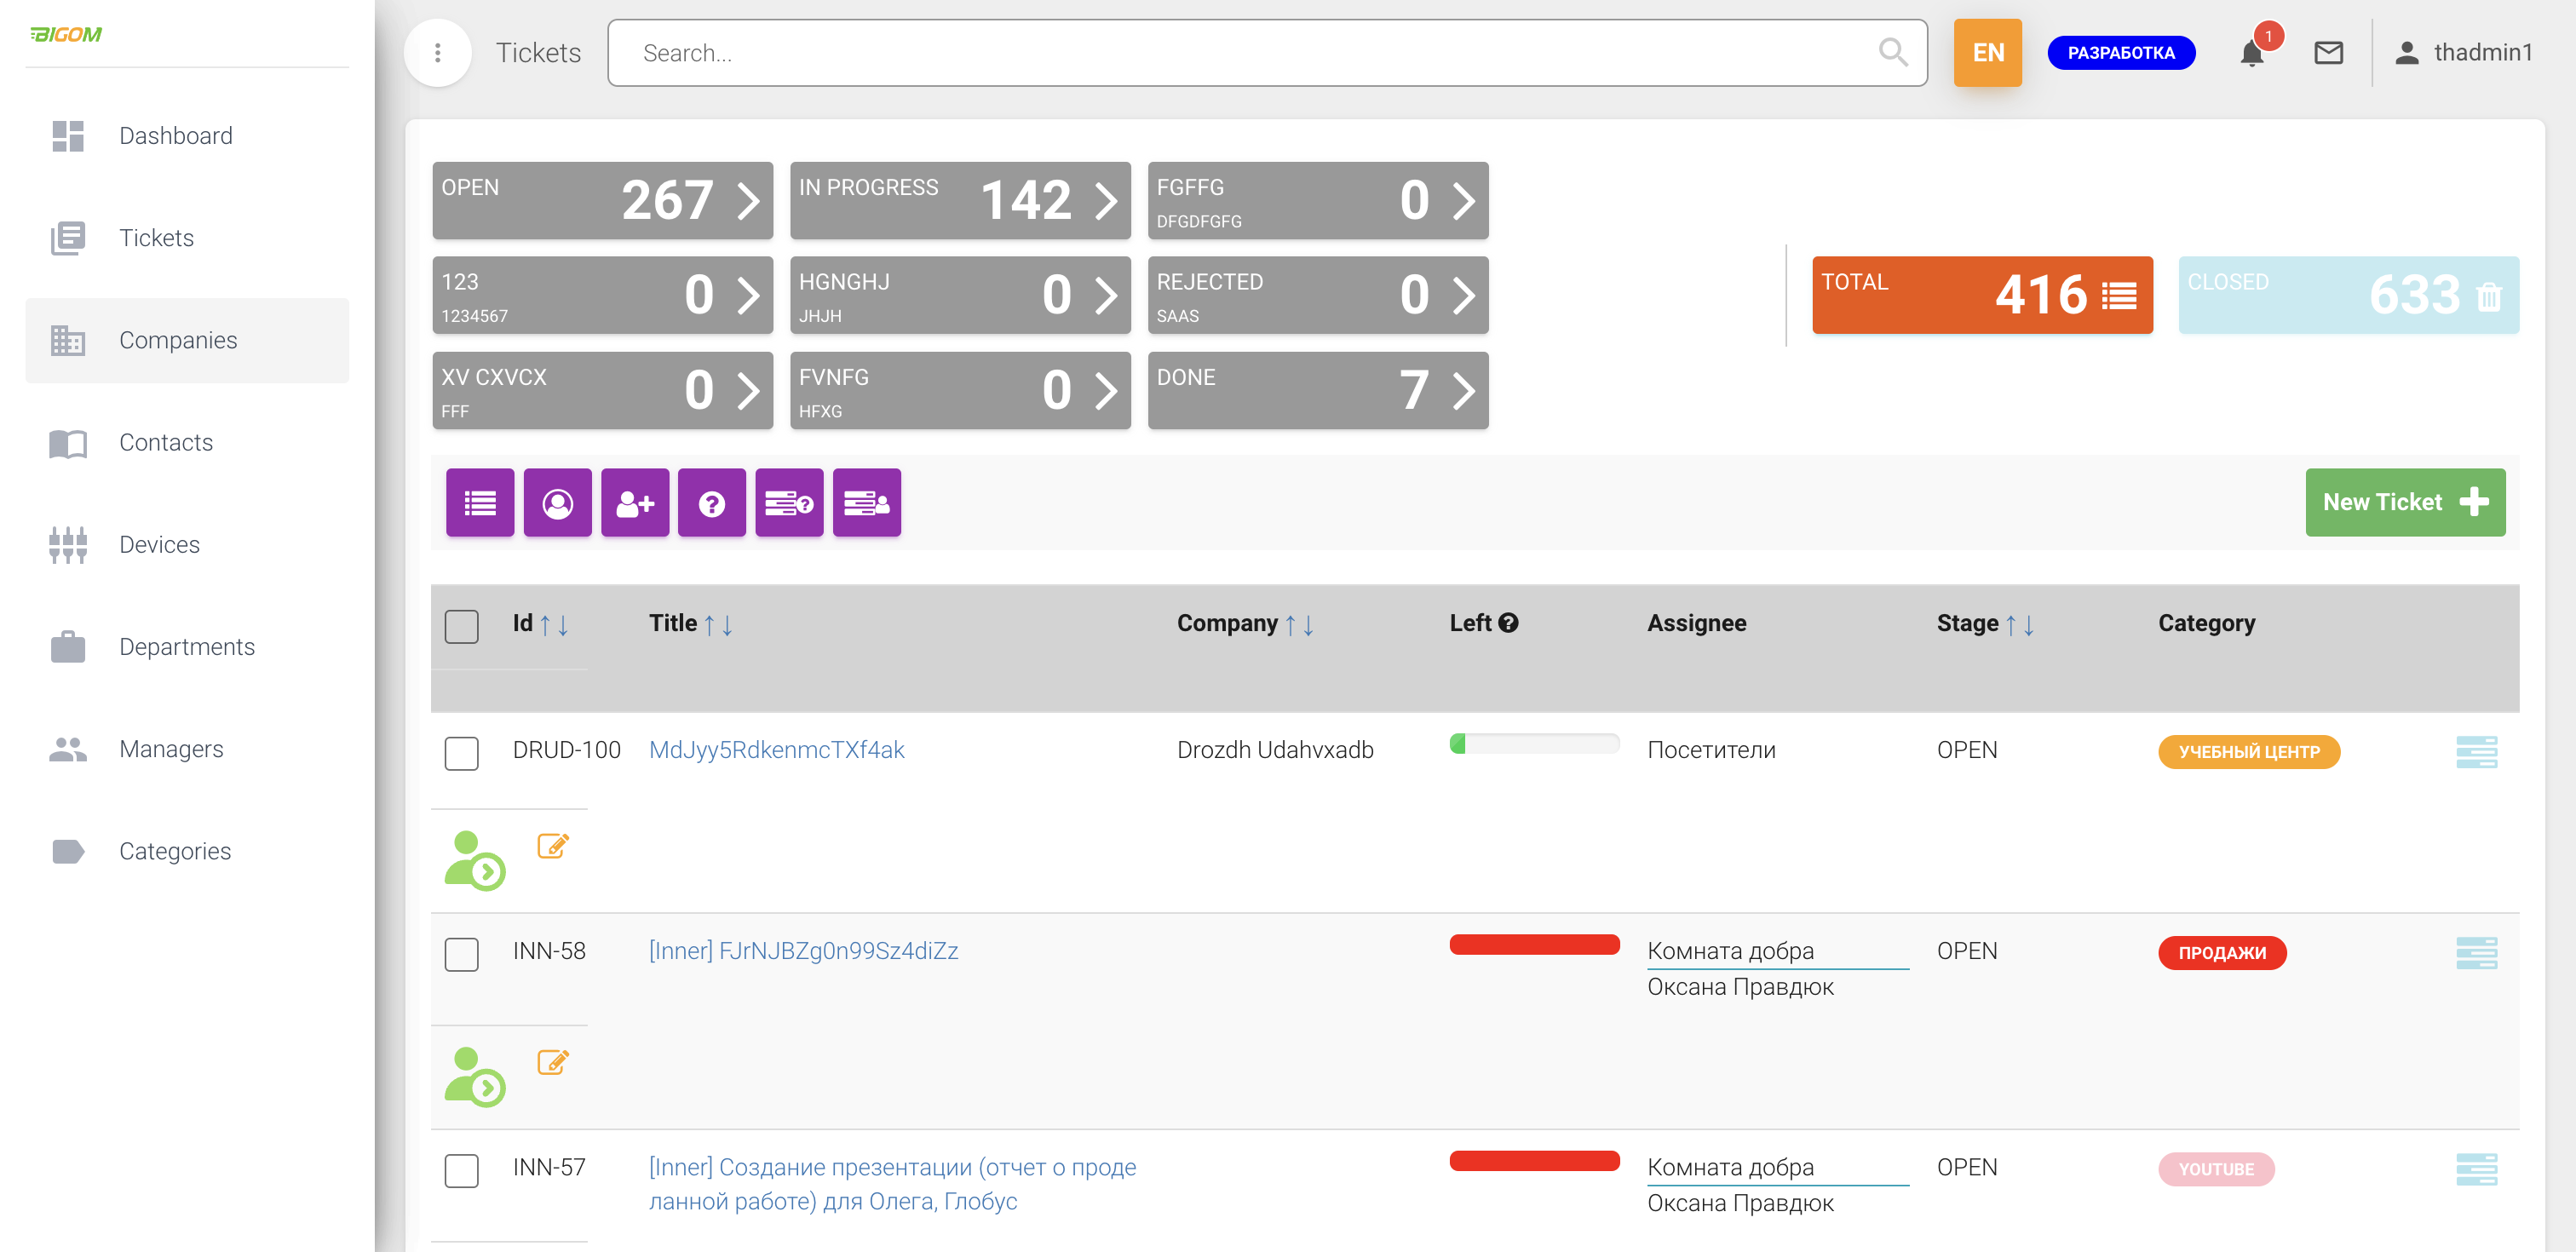 BIGOM
Dashboard
Tickets
Companies
Contacts
Devices
Departments
Managers
Categories
Tickets
Search...
EN
РАЗРАБОТКА
1
thadmin1
OPEN 267
IN PROGRESS 142
FGFFG 0
DFGDFGFG
123 0
1234567
HGNGHJ 0
JHJH
REJECTED 0
SAAS
XV CXVCX 0
FFF
FVNFG 0
HFXG
DONE 7
TOTAL 416
CLOSED 633
New Ticket
Id ↑↓ Title ↑↓ Company ↑↓ Left ? Assignee Stage ↑↓ Category
DRUD-100 MdJyy5RdkenmcTXf4ak Drozdh Udahvxadb Посетители OPEN УЧЕБНЫЙ ЦЕНТР
INN-58 [Inner] FJrNJBZg0n99Sz4diZz Комната добра OPEN ПРОДАЖИ
Оксана Правдюк
INN-57 [Inner] Создание презентации (отчет о проде Комната добра OPEN YOUTUBE
ланной работе) для Олега, Глобус Оксана Правдюк